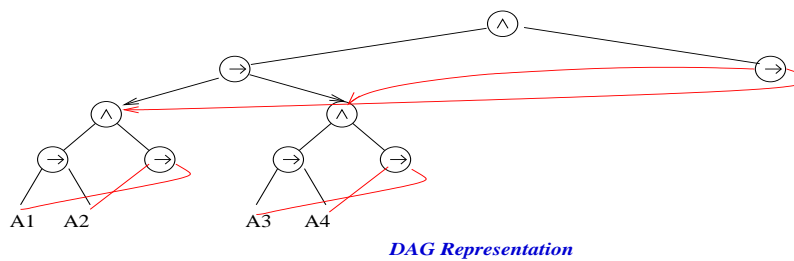 ∧
→ →
∧ ∧
→ → → →
A1 A2 A3 A4
DAG Representation